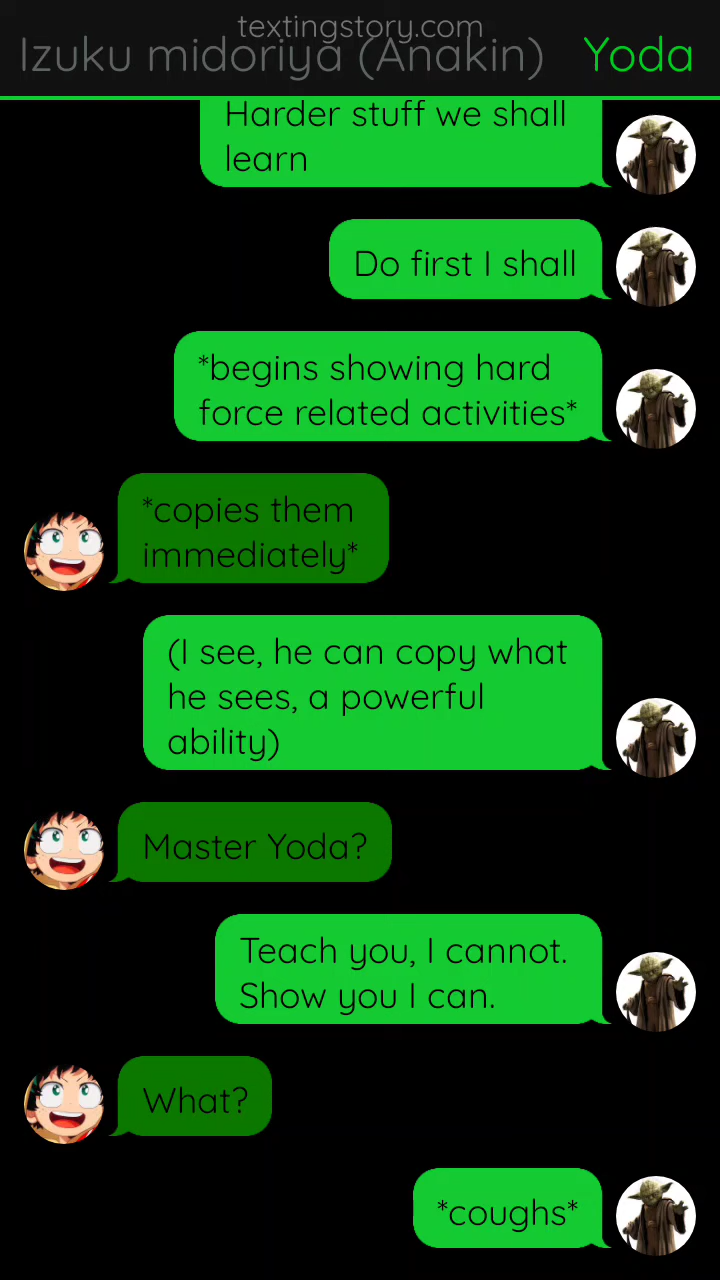 textingstory.com
Izuku midoriya (Anakin) Yoda
Harder stuff we shall
learn
Do first I shall
*begins showing hard
force related activities*
*copies them
immediately*
(I see, he can copy what
he sees, a powerful
ability)
Master Yoda?
Teach you, I cannot.
Show you I can.
What?
*coughs*